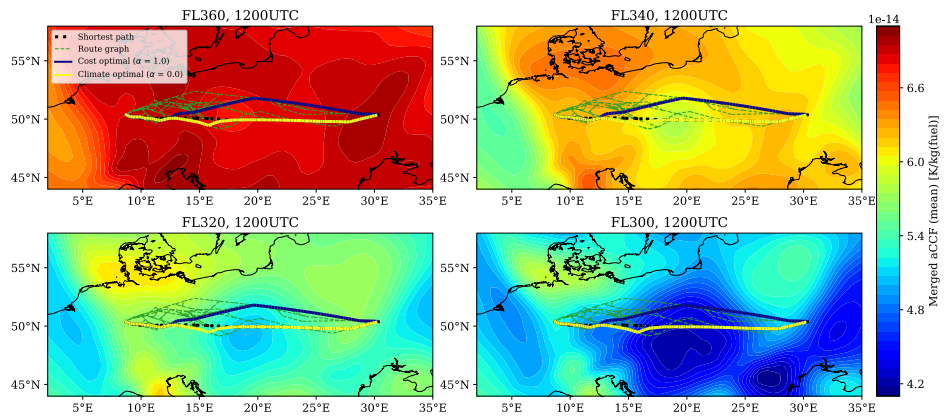 FL360, 1200UTC
Shortest path
Route graph
Cost optimal (α = 1.0)
Climate optimal (α = 0.0)
55°N
50°N
45°N
5°E 10°E 15°E 20°E 25°E 30°E 35°E
FL340, 1200UTC
55°N
50°N
45°N
5°E 10°E 15°E 20°E 25°E 30°E 35°E
FL320, 1200UTC
55°N
50°N
45°N
5°E 10°E 15°E 20°E 25°E 30°E 35°E
FL300, 1200UTC
55°N
50°N
45°N
5°E 10°E 15°E 20°E 25°E 30°E 35°E
1e-14
6.6
6.0
5.4
4.8
4.2
Merged aCCF (mean) [K/kg(fuel)]